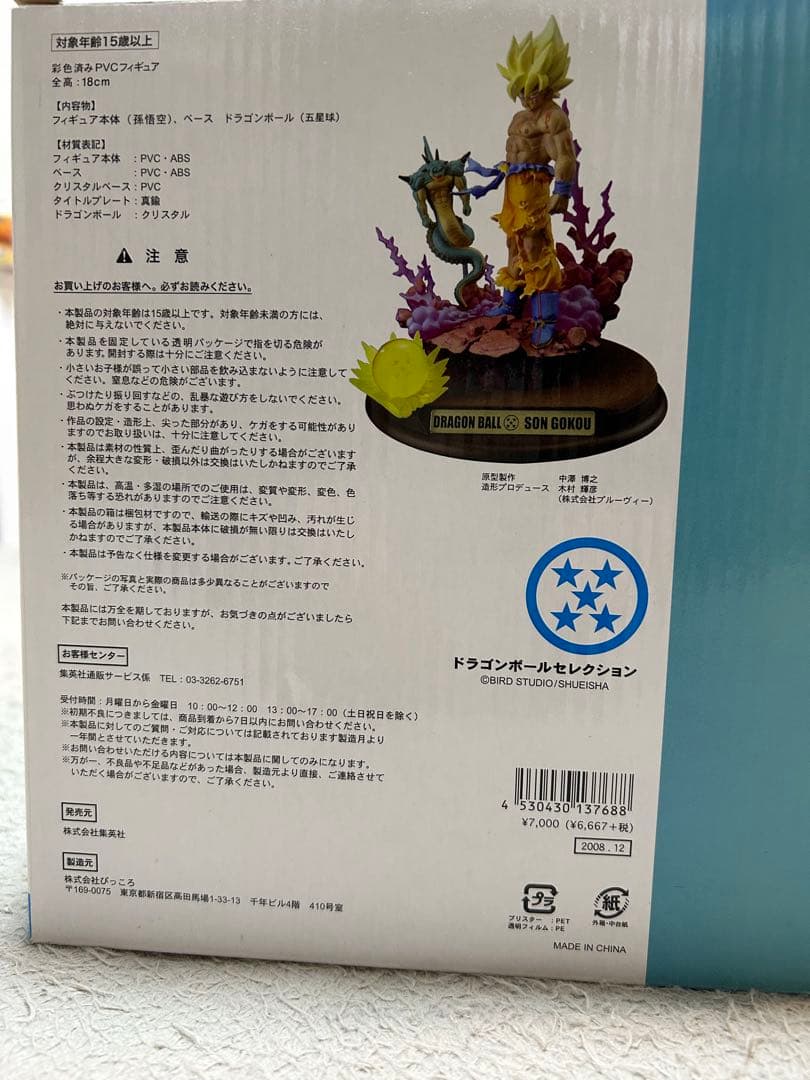 対象年齢15歳以上
彩色済みPVCフィギュア
全高:18cm
【内容物】
フィギュア本体(孫悟空)、ベース ドラゴンボール(五星球)
【材質表記】
フィギュア本体 :PVC・ABS
ベース :PVC・ABS
クリスタルベース:PVC
タイトルプレート:真鍮
ドラゴンボール :クリスタル
注 意
お買い上げのお客様へ。必ずお読みください。
・本製品の対象年齢は15歳以上です。対象年齢未満の方には、
絶対に与えないでください。
・本製品を固定している透明パッケージで指を切る危険が
あります。開封する際は十分にご注意ください。
・小さいお子様が誤って小さい部品を飲み込まないように注意して
ください。窒息などの危険がございます。
・ぶつけたり振り回すなどの、乱暴な遊び方をしないでください。
思わぬケガをすることがあります。
・作品の設定・造形上、尖った部分があり、ケガをする可能性があり
ますのでお取り扱いは、十分に注意してください。
・本製品は素材の性質上、歪んだり曲がったりする場合がございます
が、余程大きな変形・破損以外は交換はいたしかねますのでご了承
ください。
・本製品は、高温・多湿の場所でのご使用は、変質や変形、変色、色
落ち等する恐れがありますのでご注意ください。
・本製品の箱は梱包材ですので、輸送の際にキズや凹み、汚れが生じ
る場合がありますが、本製品本体に破損が無い限りは交換はいたし
かねますのでご了承ください。
・本製品は予告なく仕様を変更する場合がございます。ご了承ください。
※パッケージの写真と実際の商品は多少異なることがございますので
その旨、ご了承ください。
本製品には万全を期しておりますが、お気づきの点がございましたら
下記までお問い合わせください。
お客様センター
集英社通販サービス係 TEL:03-3262-6751
受付時間:月曜日から金曜日 10:00〜12:00 13:00〜17:00(土日祝日を除く)
※初期不良につきましては、商品到着から7日以内にお問い合わせください。
※本製品に対してのご質問・ご対応については記載されております製造月より
一年間とさせていただきます。
※お問い合わせいただける内容については本製品に関してのみになります。
※万が一、不良品や不足品などがあった場合、製造元より直接、ご連絡させて
いただく場合がございますので、ご了承ください。
発売元
株式会社集英社
製造元
株式会社ぴっころ
〒169-0075 東京都新宿区高田馬場1-33-13 千年ビル4階 410号室
DRAGON BALL SON GOKOU
原型製作 中澤 博之
造形プロデュース 木村 輝彦
(株式会社ブルーヴィー)
ドラゴンボールセレクション
©BIRD STUDIO/SHUEISHA
4 530430 137688
¥7,000 (¥6,667+税)
2008.12
プラ
ブリスター :PET
透明フィルム:PE
紙
外箱・中台紙
MADE IN CHINA